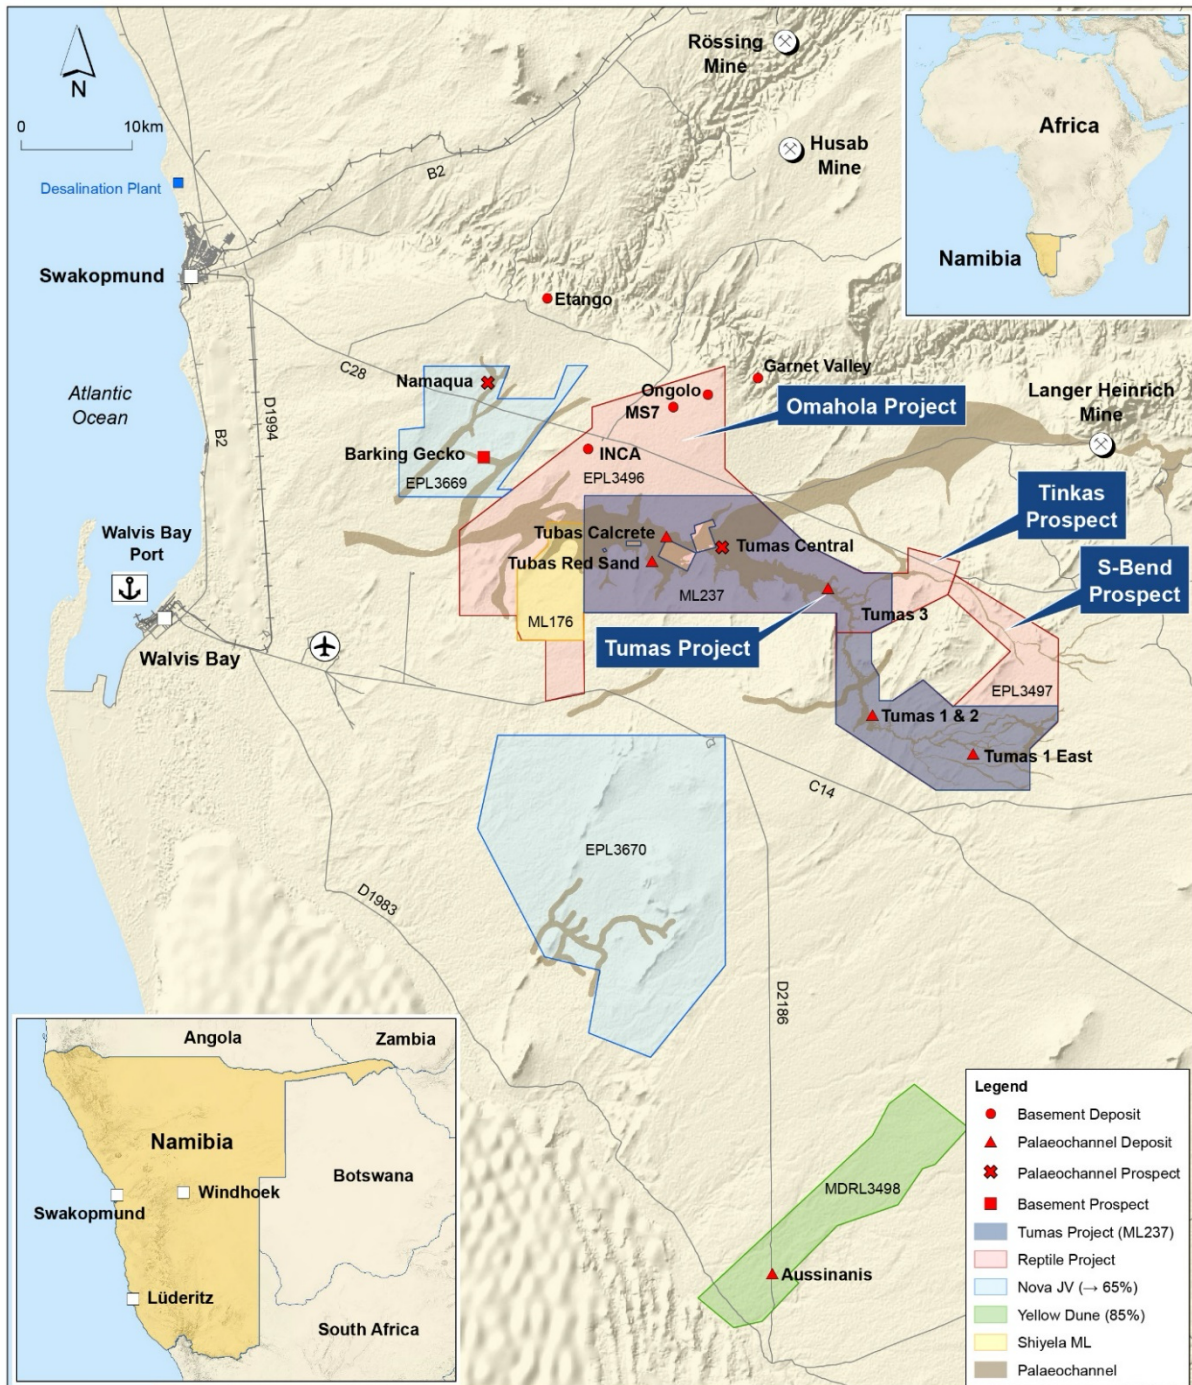 Rössing
Mine
N
0 10km
Husab
Mine
Africa
Namibia
Desalination Plant
B2
Swakopmund
Etango
C28
Atlantic
Ocean
B2
D1994
Namaqua
Garnet Valley
Ongolo
MS7
Omahola Project
Langer Heinrich
Mine
Barking Gecko
INCA
EPL3669
EPL3496
Tinkas
Prospect
Walvis Bay
Port
Tubas Calcrete
Tumas Central
Tubas Red Sand
S-Bend
Prospect
ML237
ML176
Tumas 3
Walvis Bay
Tumas Project
EPL3497
Tumas 1 & 2
Tumas 1 East
C14
EPL3670
D1983
D2186
Angola
Zambia
Namibia
Botswana
Windhoek
Swakopmund
Lüderitz
South Africa
MDRL3498
Aussinanis
Legend
Basement Deposit
Palaeochannel Deposit
Palaeochannel Prospect
Basement Prospect
Tumas Project (ML237)
Reptile Project
Nova JV (→ 65%)
Yellow Dune (85%)
Shiyela ML
Palaeochannel